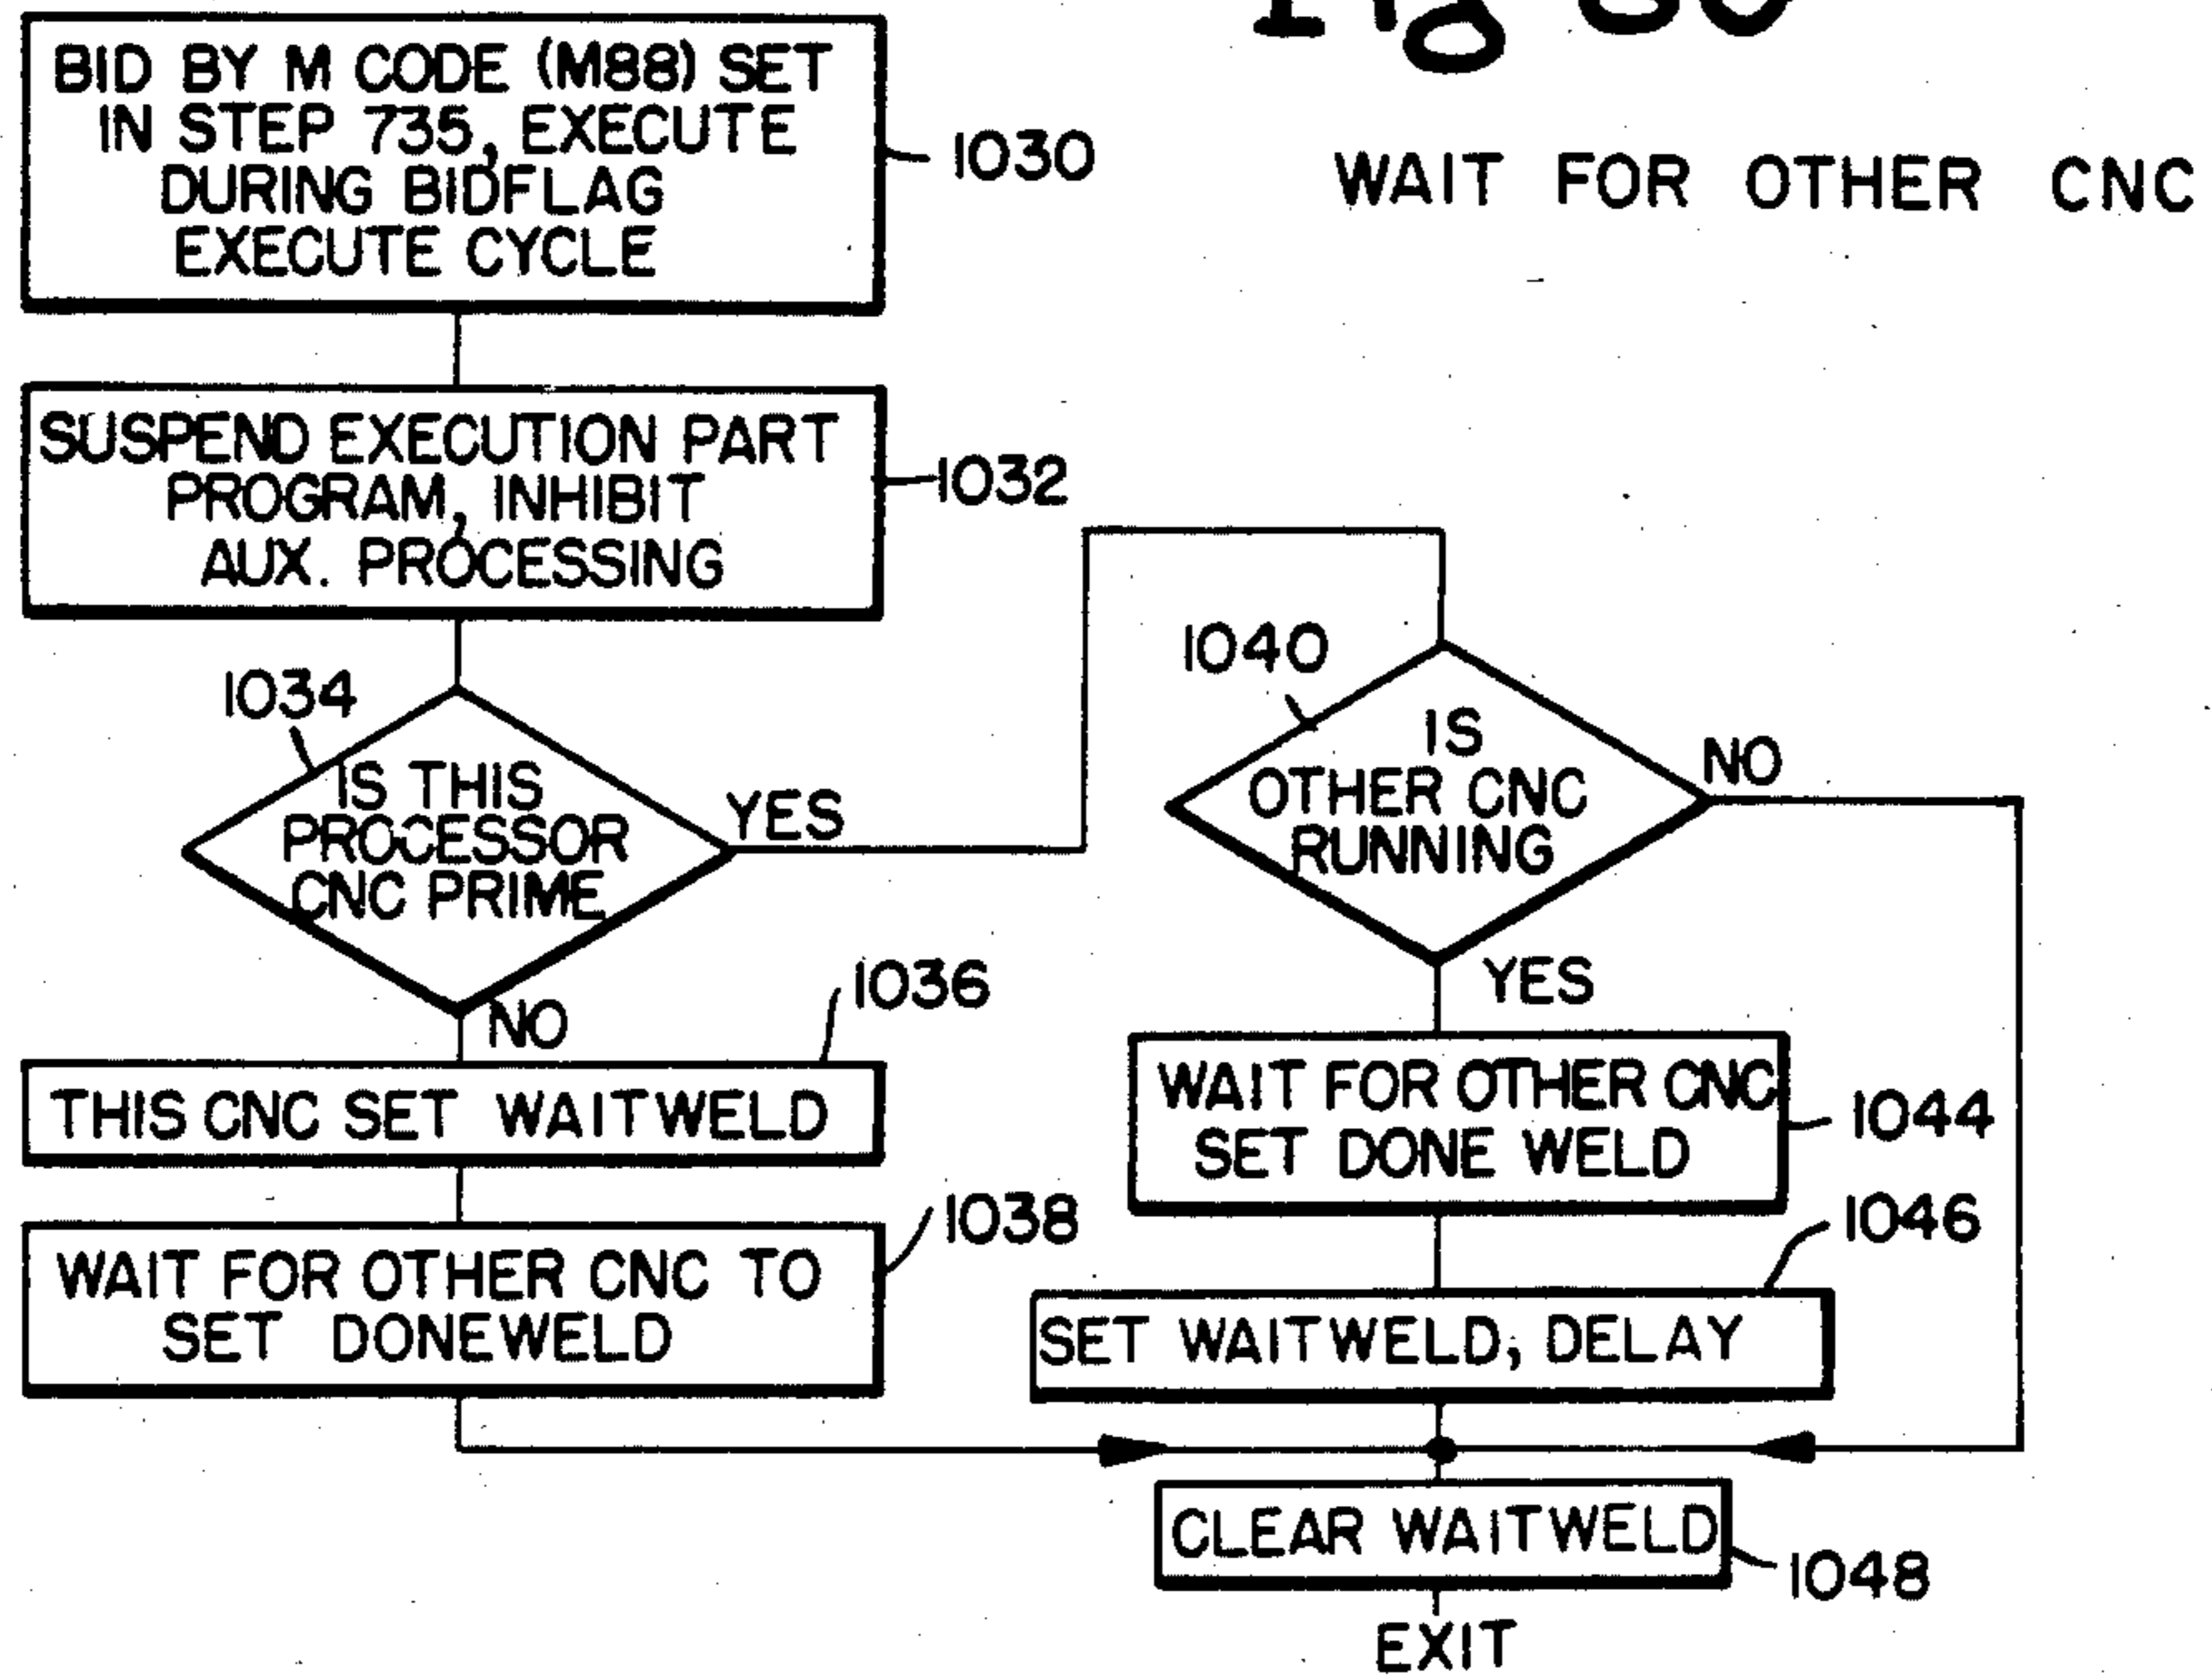 WAIT FOR OTHER CNC
BID BY M CODE (M88) SET
IN STEP 735, EXECUTE
DURING BIDFLAG
EXECUTE CYCLE
1030
SUSPEND EXECUTION PART
PROGRAM, INHIBIT
AUX. PROCESSING
1032
1034
IS THIS
PROCESSOR
CNC PRIME
YES
NO
1036
THIS CNC SET WAITWELD
1038
WAIT FOR OTHER CNC TO
SET DONEWELD
1040
IS
OTHER CNC
RUNNING
NO
YES
WAIT FOR OTHER CNC
SET DONE WELD
1044
1046
SET WAITWELD, DELAY
CLEAR WAITWELD
1048
EXIT